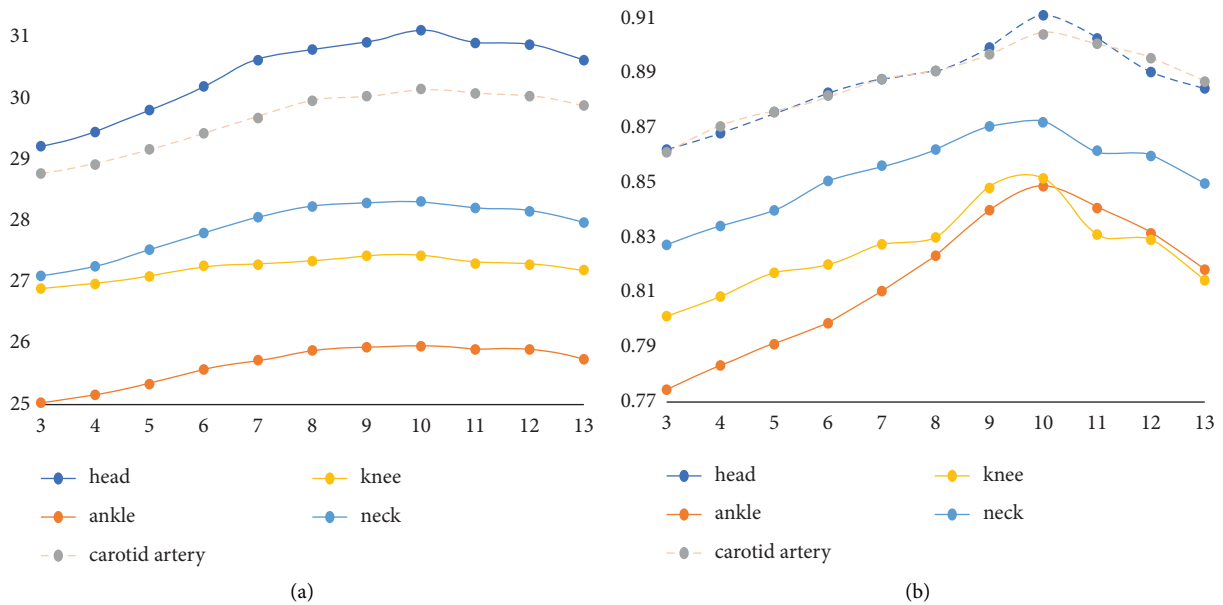 31
30
29
28
27
26
25
3 4 5 6 7 8 9 10 11 12 13
head
knee
ankle
neck
carotid artery
(a)
0.91
0.89
0.87
0.85
0.83
0.81
0.79
0.77
3 4 5 6 7 8 9 10 11 12 13
head
knee
ankle
neck
carotid artery
(b)